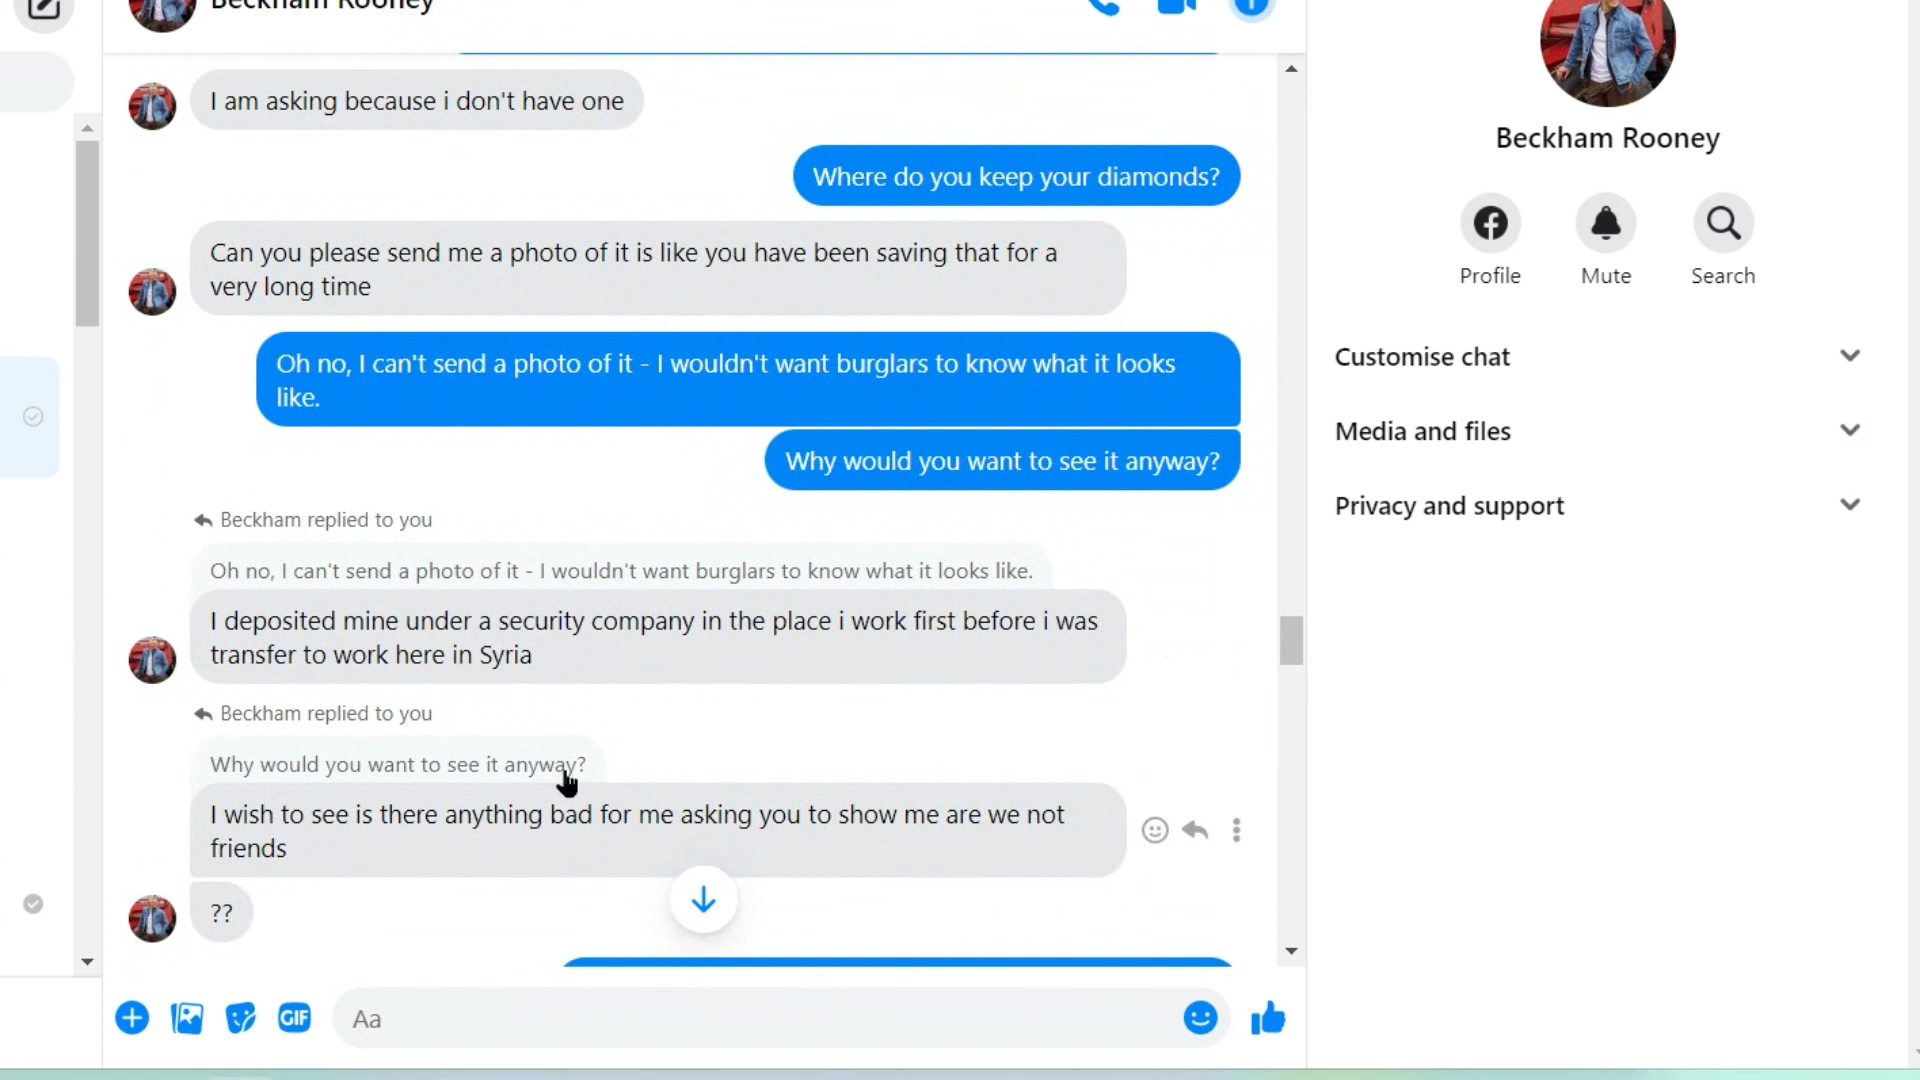 Beckham Rooney
I am asking because i don't have one
Where do you keep your diamonds?
Can you please send me a photo of it is like you have been saving that for a
very long time
Oh no, I can't send a photo of it - I wouldn't want burglars to know what it looks
like.
Why would you want to see it anyway?
Beckham replied to you
Oh no, I can't send a photo of it - I wouldn't want burglars to know what it looks like.
I deposited mine under a security company in the place i work first before i was
transfer to work here in Syria
Beckham replied to you
Why would you want to see it anyway?
I wish to see is there anything bad for me asking you to show me are we not
friends
??
GIF
Aa
Beckham Rooney
Profile
Mute
Search
Customise chat
Media and files
Privacy and support